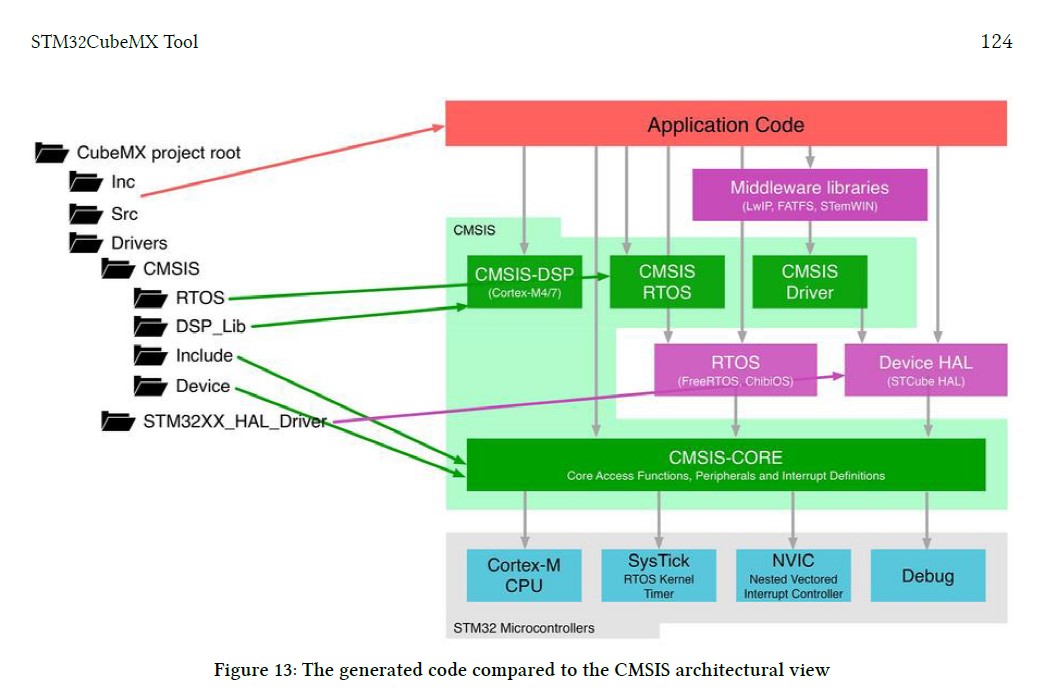 STM32CubeMX Tool
124
CubeMX project root
Inc
Src
Drivers
CMSIS
RTOS
DSP_Lib
Include
Device
STM32XX_HAL_Driver
Application Code
Middleware libraries
(LwIP, FATFS, STemWIN)
CMSIS
CMSIS-DSP
(Cortex-M4/7)
CMSIS
RTOS
CMSIS
Driver
RTOS
(FreeRTOS, ChibiOS)
Device HAL
(STCube HAL)
CMSIS-CORE
Core Access Functions, Peripherals and Interrupt Definitions
Cortex-M
CPU
SysTick
RTOS Kernel
Timer
NVIC
Nested Vectored
Interrupt Controller
Debug
STM32 Microcontrollers
Figure 13: The generated code compared to the CMSIS architectural view